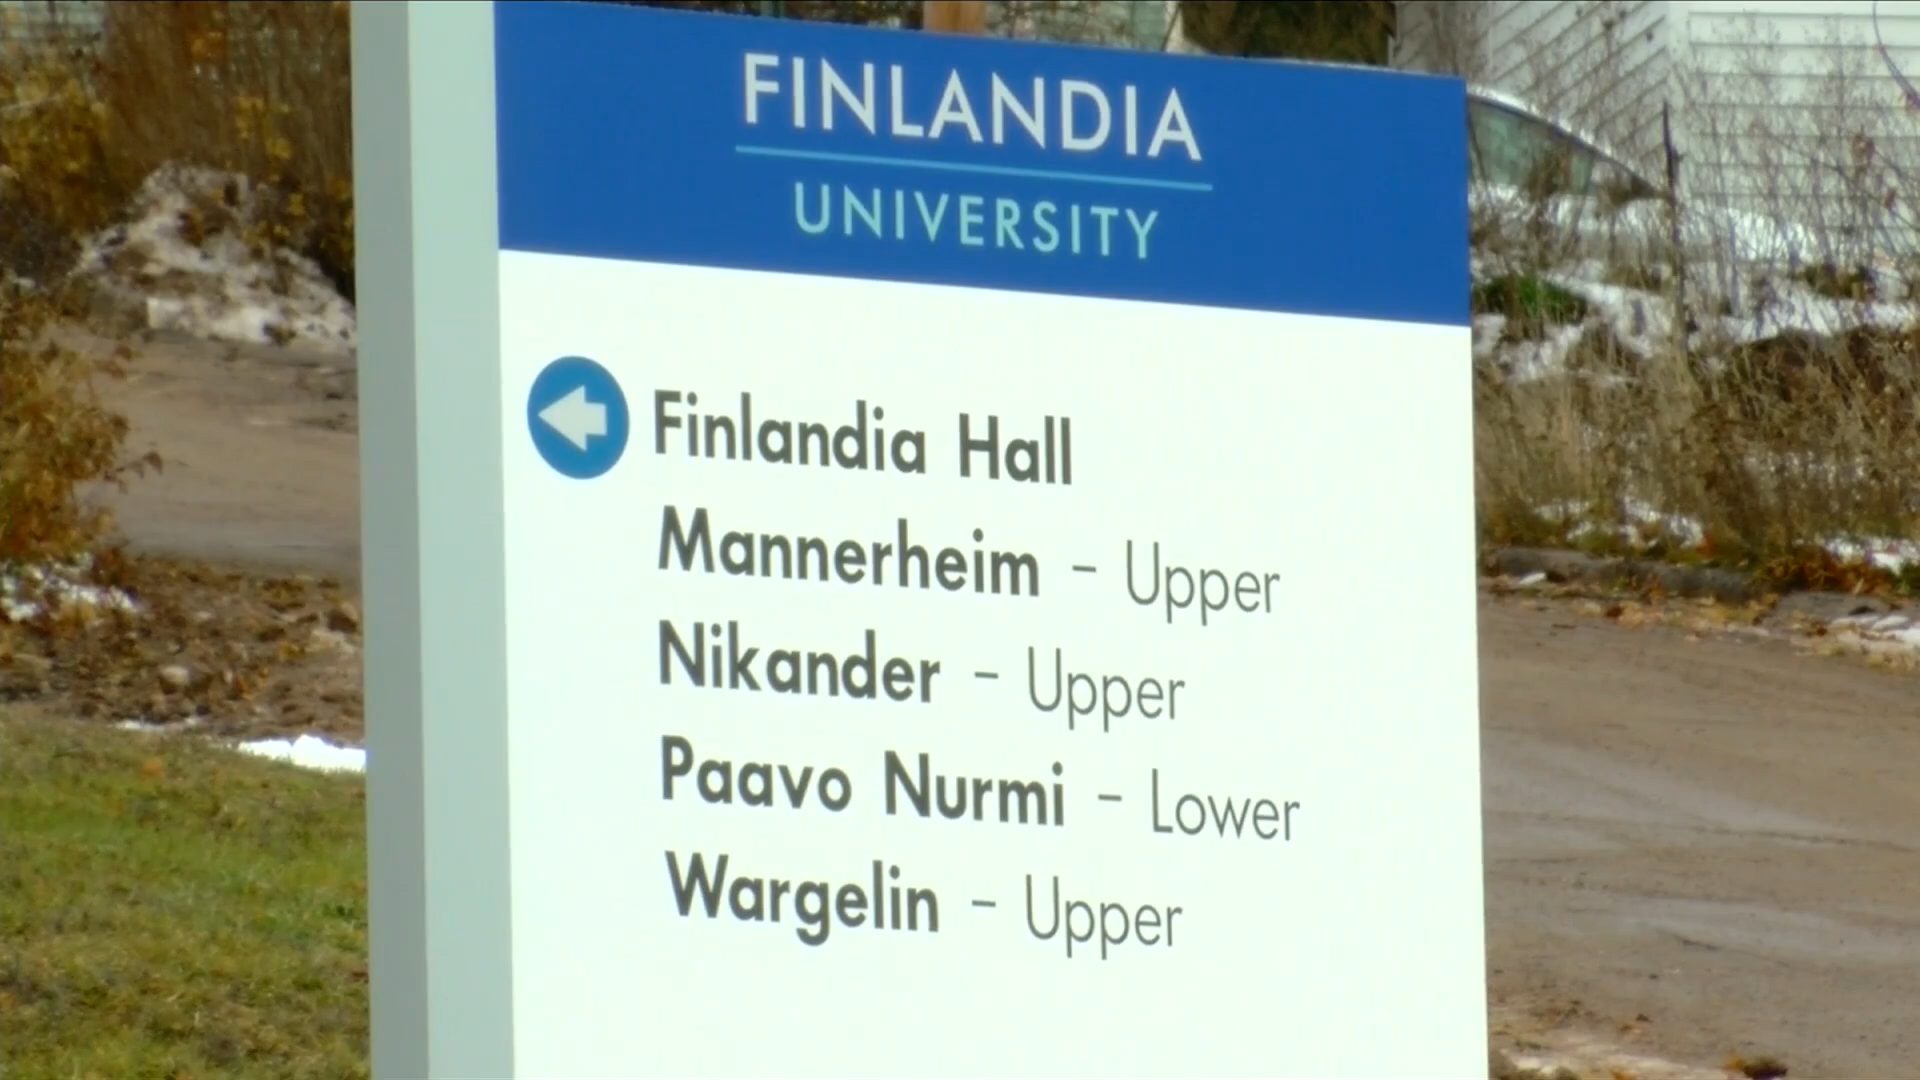 FINLANDIA
UNIVERSITY
Finlandia Hall
Mannerheim – Upper
Nikander – Upper
Paavo Nurmi – Lower
Wargelin – Upper